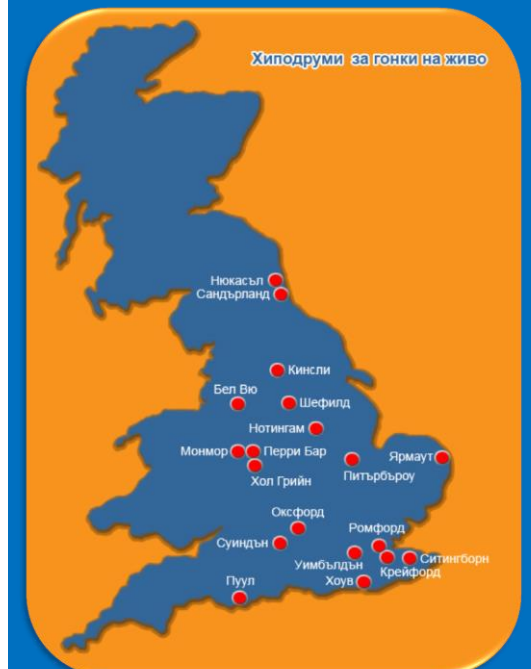 Хиподруми за гонки на живо
Нюкасъл
Сандърланд
Кинсли
Бел Вю
Шефилд
Нотингам
Монмор
Перри Бар
Ярмаут
Хол Грийн
Питърбъроу
Оксфорд
Ромфорд
Суиндън
Уимбълдън
Ситингборн
Крейфорд
Пуул
Хоув